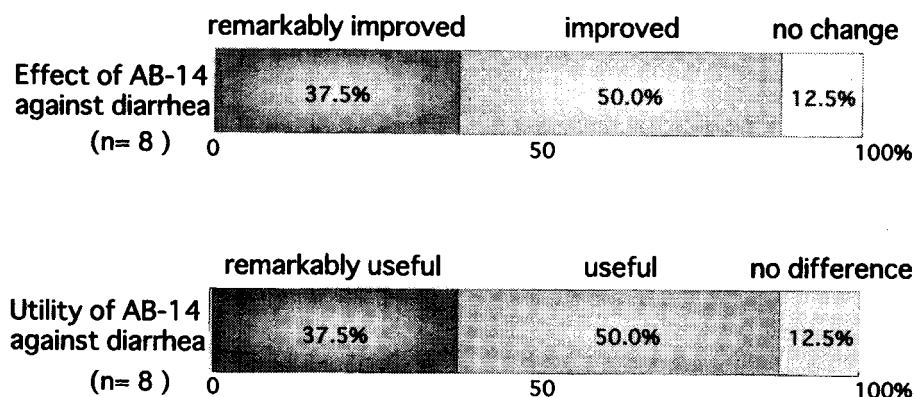 remarkably improved improved no change
Effect of AB-14
against diarrhea
37.5% 50.0% 12.5%
(n= 8 )
0 50 100%
remarkably useful useful no difference
Utility of AB-14
against diarrhea
37.5% 50.0% 12.5%
(n= 8 )
0 50 100%